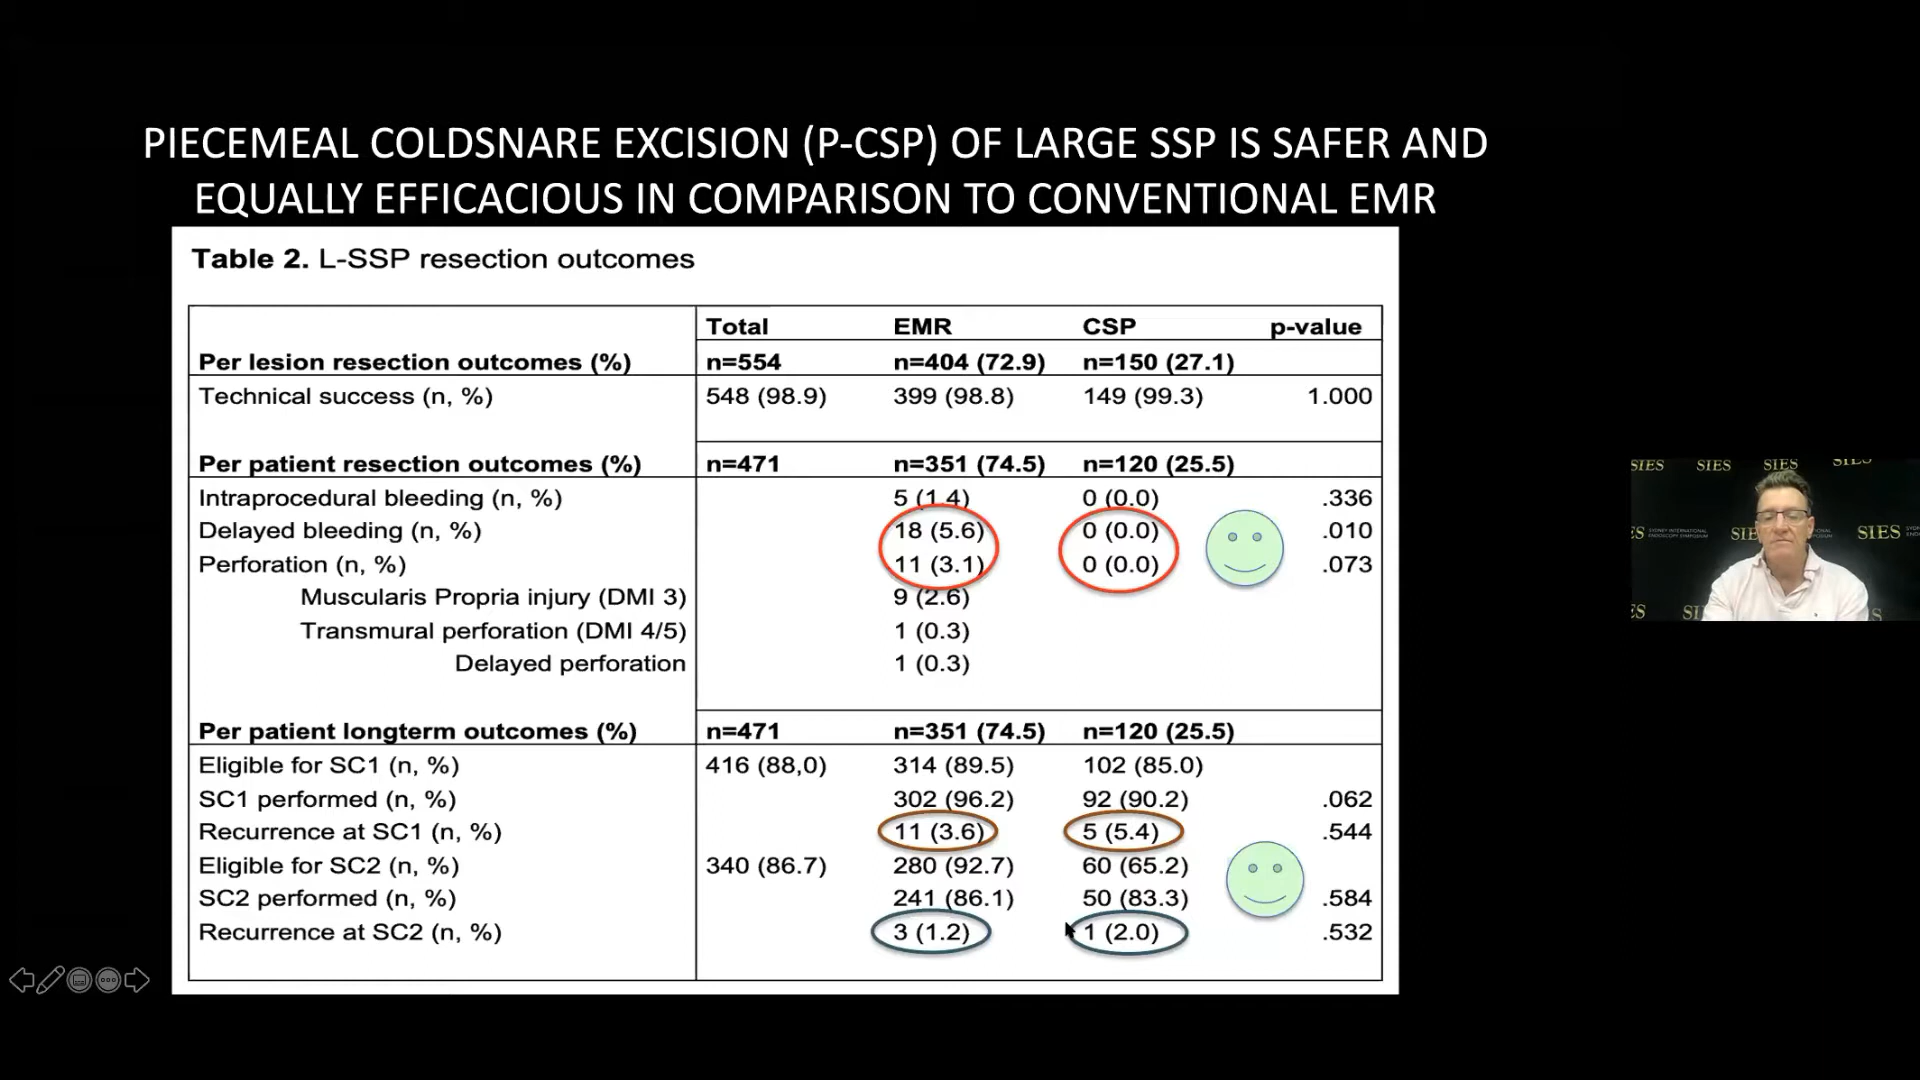 PIECEMEAL COLDSNARE EXCISION (P-CSP) OF LARGE SSP IS SAFER AND
EQUALLY EFFICACIOUS IN COMPARISON TO CONVENTIONAL EMR
Table 2. L-SSP resection outcomes
Total EMR CSP p-value
Per lesion resection outcomes (%) n=554 n=404 (72.9) n=150 (27.1)
Technical success (n, %) 548 (98.9) 399 (98.8) 149 (99.3) 1.000
Per patient resection outcomes (%) n=471 n=351 (74.5) n=120 (25.5)
Intraprocedural bleeding (n, %) 5 (1.4) 0 (0.0) .336
Delayed bleeding (n, %) 18 (5.6) 0 (0.0) .010
Perforation (n, %) 11 (3.1) 0 (0.0) .073
Muscularis Propria injury (DMI 3) 9 (2.6)
Transmural perforation (DMI 4/5) 1 (0.3)
Delayed perforation 1 (0.3)
Per patient longterm outcomes (%) n=471 n=351 (74.5) n=120 (25.5)
Eligible for SC1 (n, %) 416 (88,0) 314 (89.5) 102 (85.0)
SC1 performed (n, %) 302 (96.2) 92 (90.2) .062
Recurrence at SC1 (n, %) 11 (3.6) 5 (5.4) .544
Eligible for SC2 (n, %) 340 (86.7) 280 (92.7) 60 (65.2)
SC2 performed (n, %) 241 (86.1) 50 (83.3) .584
Recurrence at SC2 (n, %) 3 (1.2) 1 (2.0) .532
SIES SIES SIES SIES
SYDNEY INTERNATIONAL
ENDOSCOPY SYMPOSIUM
SIES